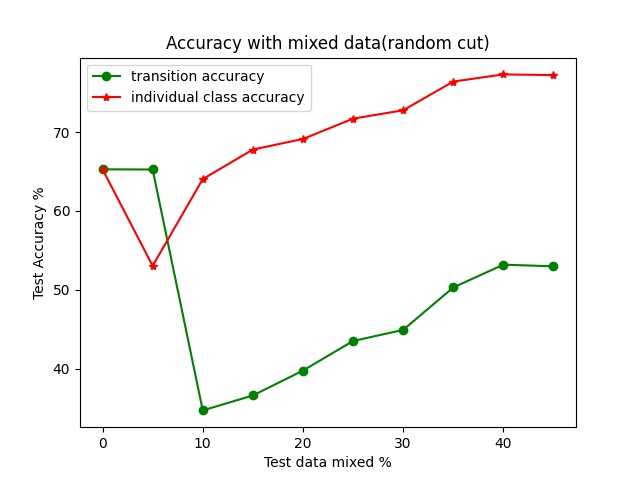 Accuracy with mixed data(random cut)
transition accuracy
individual class accuracy
Test Accuracy %
70
60
50
40
0
10
20
30
40
Test data mixed %